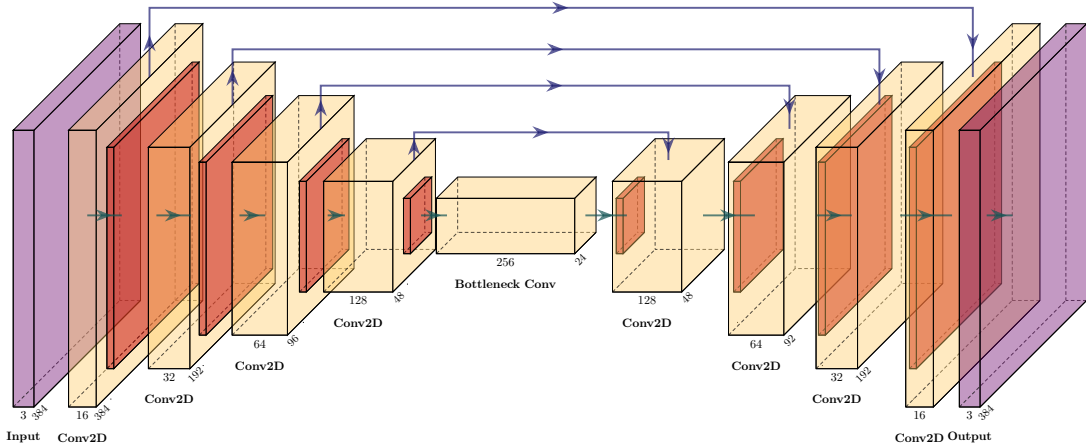 3 384
Input
16 384
Conv2D
32 192
Conv2D
64 96
Conv2D
128 48
Conv2D
256 24
Bottleneck Conv
128 48
Conv2D
64 92
Conv2D
32 192
Conv2D
16
Conv2D
3 384
Output